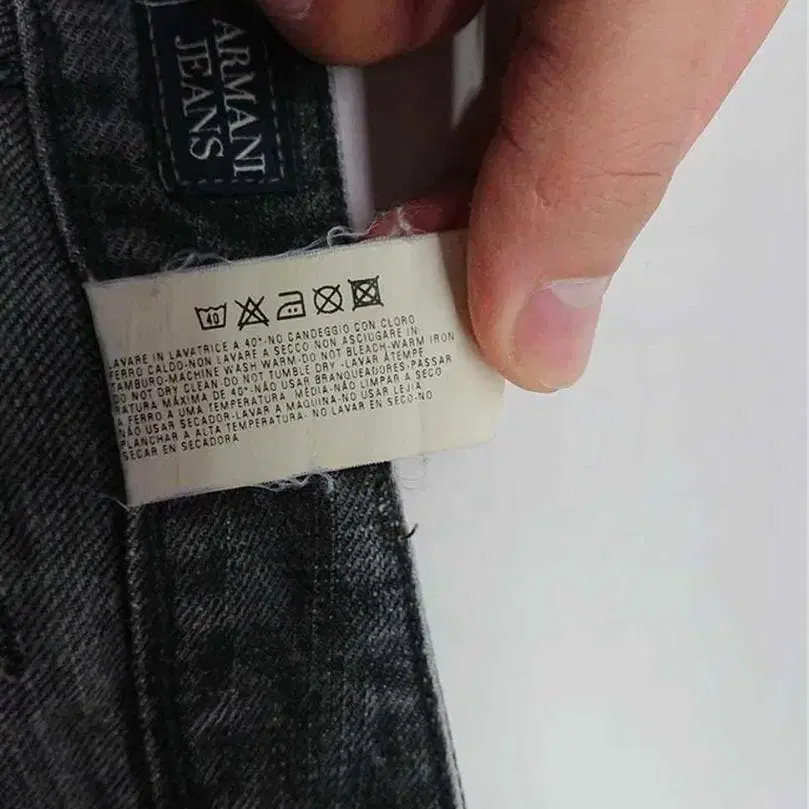 ARMANI
JEANS
40
LAVARE IN LAVATRICE A 40°-NO CANDEGGIO CON CLORO
FERRO CALDO-NON LAVARE A SECCO NON ASCIUGARE IN
TAMBURO-MACHINE WASH WARM-DO NOT BLEACH-WARM IRON
DO NOT DRY CLEAN-DO NOT TUMBLE DRY -LAVAR ÁTEMPE
RATURA MÁXIMA DE 40°-NÃO USAR BRANQUEADORES-PASSAR
A FERRO A UMA TEMPERATURA MÉDIA-NÃO LIMPAR A SECO
NÃO USAR SECADOR-LAVAR A MAQUINA-NO USAR LEJIA
PLANCHAR A ALTA TEMPERATURA- NO LAVAR EN SECO-NO
SECAR EN SECADORA